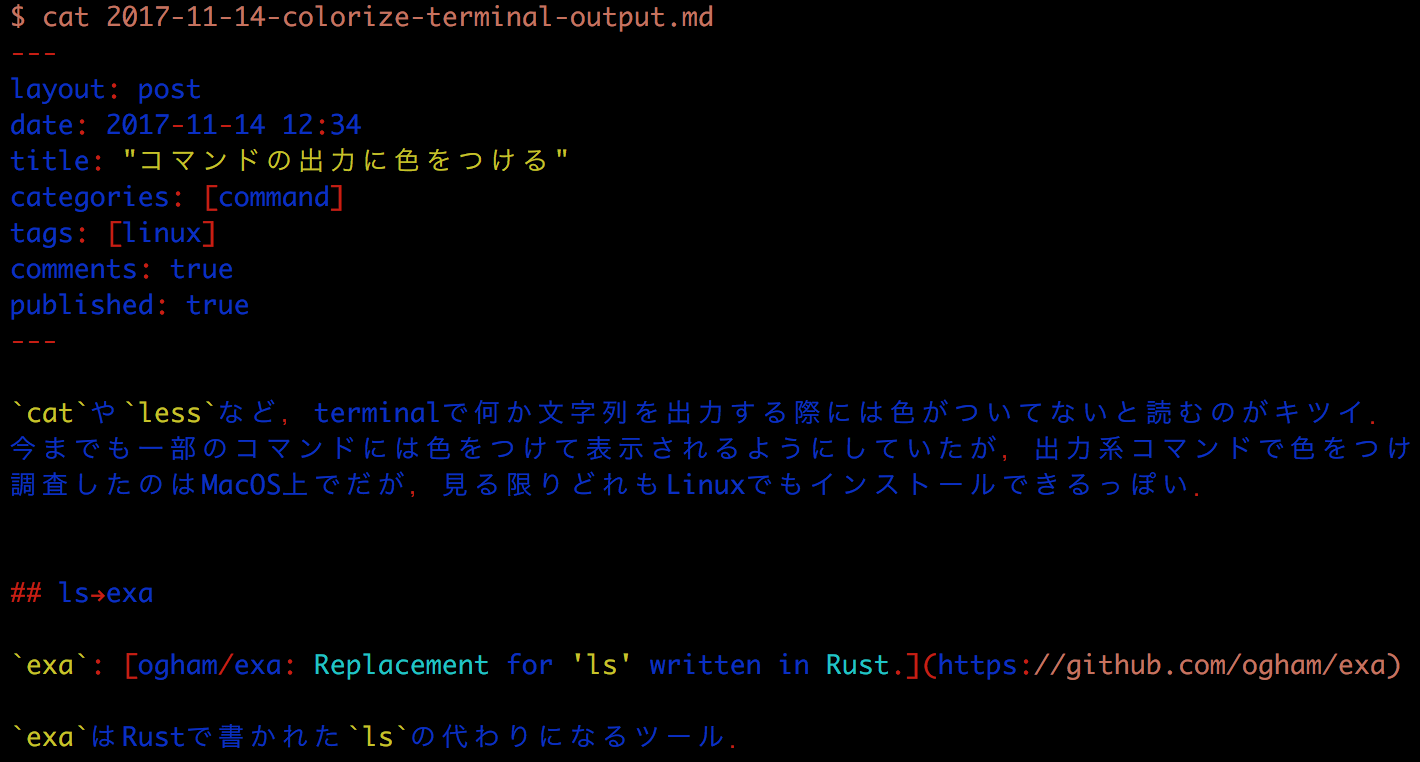 $ cat 2017-11-14-colorize-terminal-output.md
---
layout: post
date: 2017-11-14 12:34
title: "コマンドの出力に色をつける"
categories: [command]
tags: [linux]
comments: true
published: true
---
`cat`や`less`など, terminalで何か文字列を出力する際には色がついてないと読むのがキツイ.
今までも一部のコマンドには色をつけて表示されるようにしていたが, 出力系コマンドで色をつけ
調査したのはMacOS上でだが, 見る限りどれもLinuxでもインストールできるっぽい.
## ls→exa
`exa`: [ogham/exa: Replacement for 'ls' written in Rust.](https://github.com/ogham/exa)
`exa`はRustで書かれた`ls`の代わりになるツール.